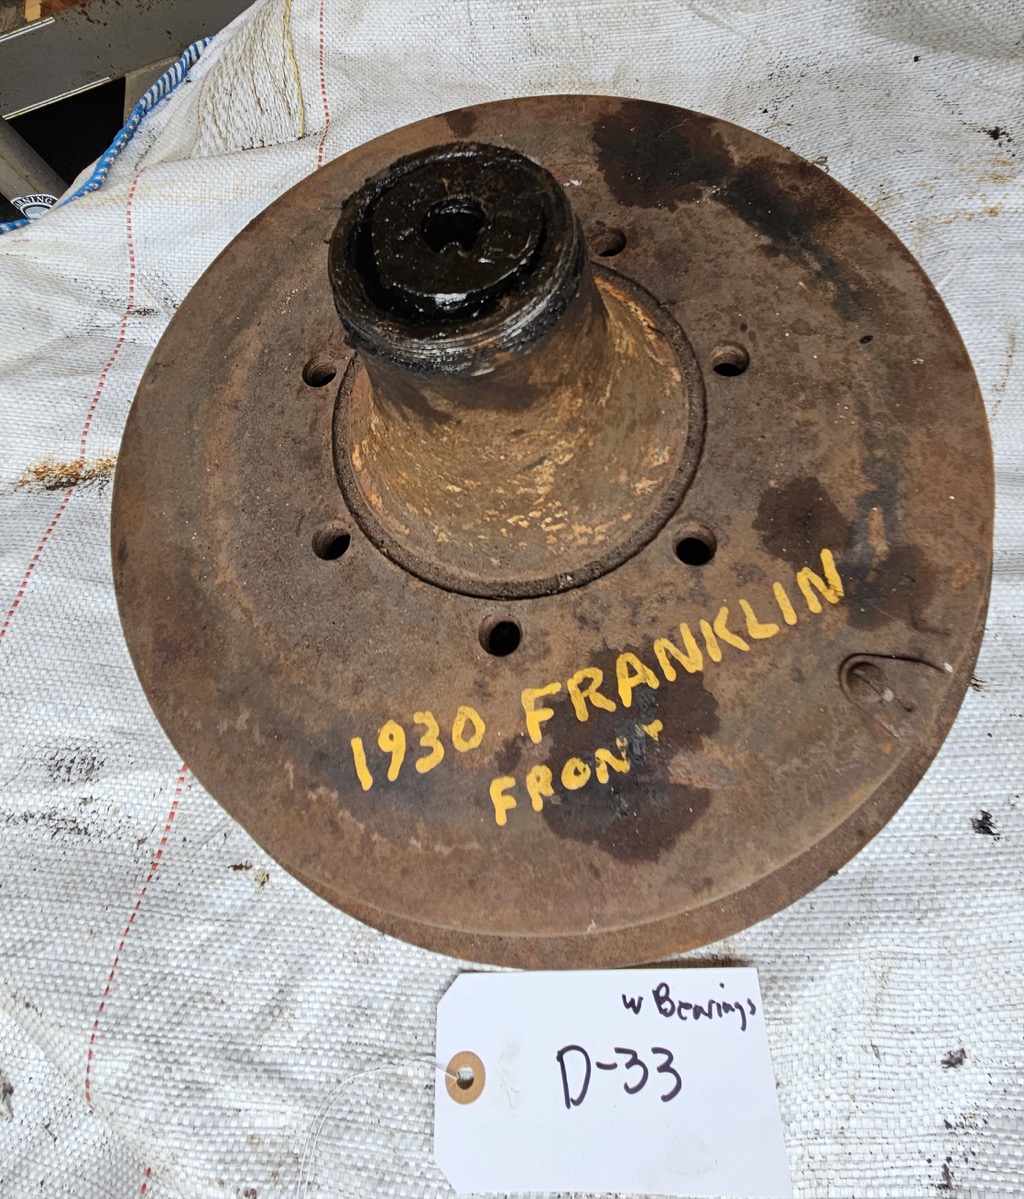 1930 FRANKLIN
FRONT
w Bearings
D-33